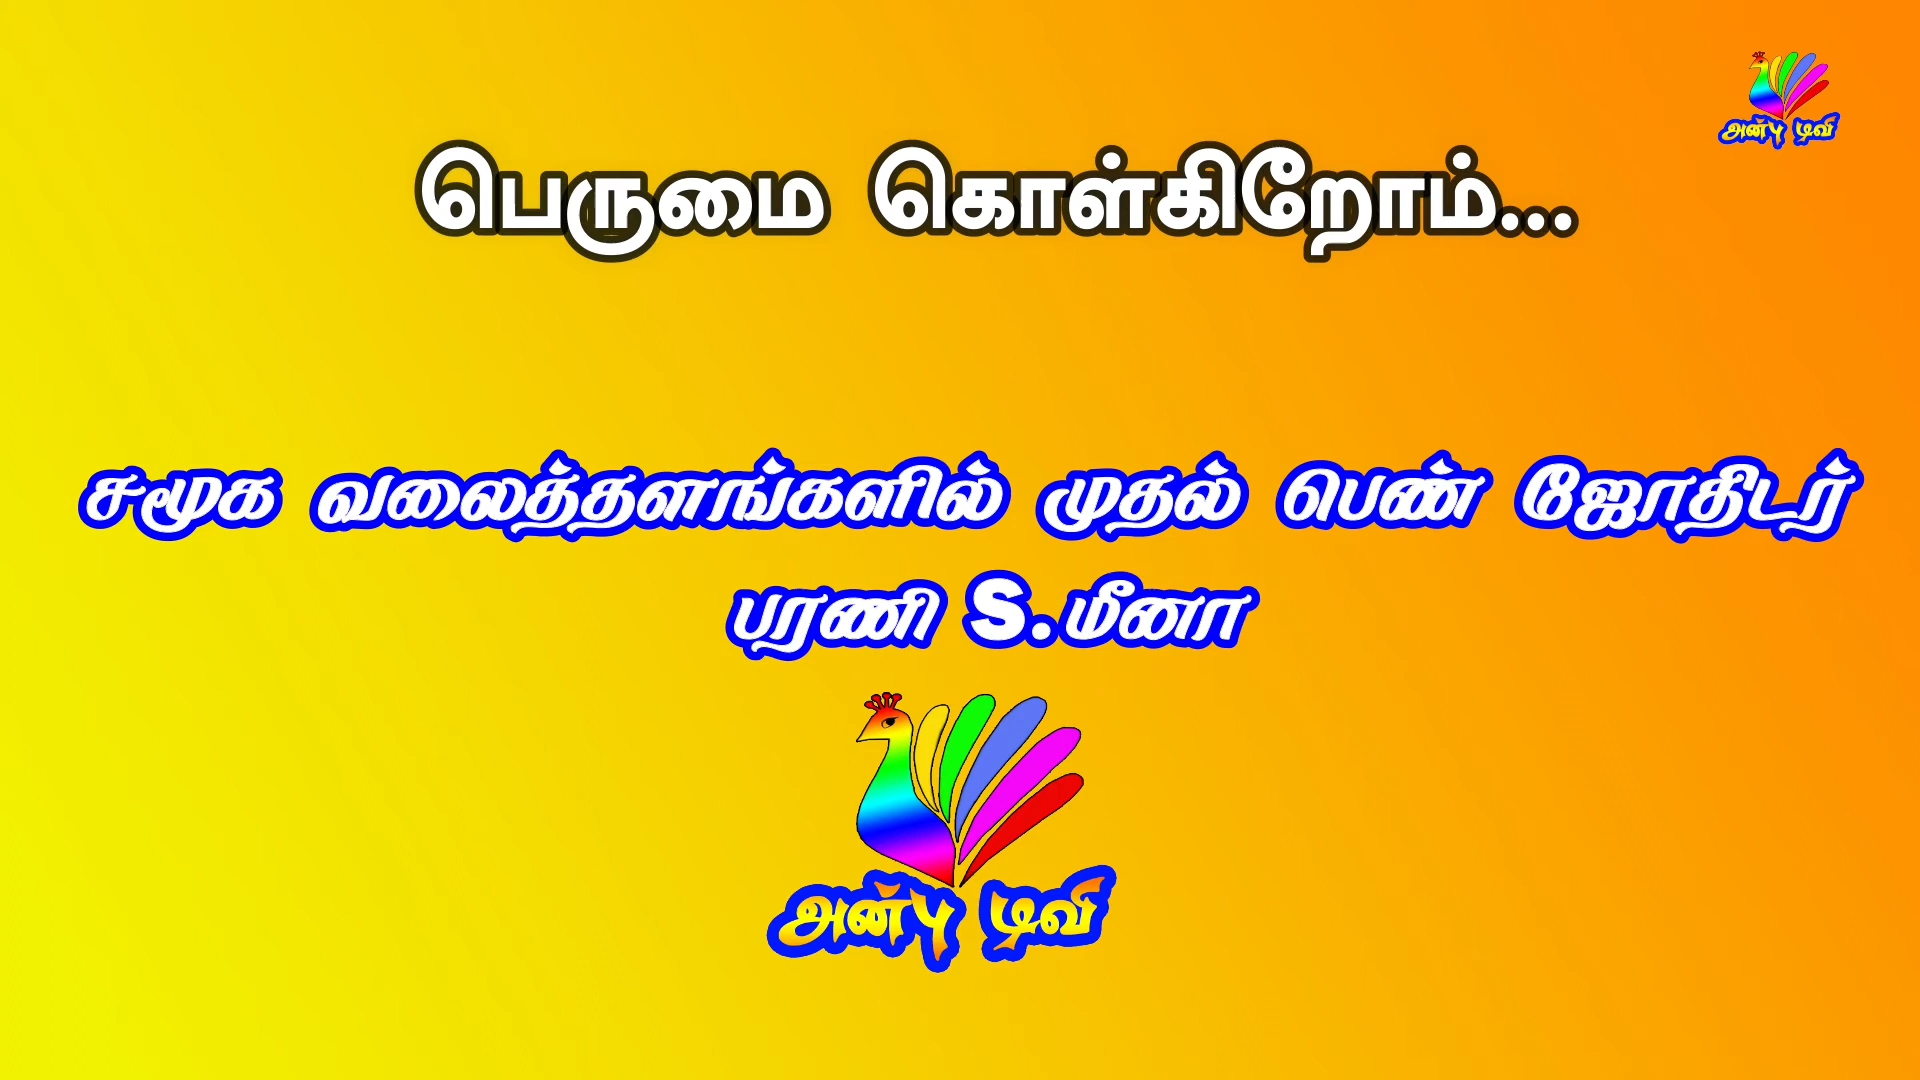 அன்பு டிவி
பெருமை கொள்கிறோம்...
சமூக வலைத்தளங்களில் முதல் பெண் ஜோதிடர்
பரணி S.மீனா
அன்பு டிவி